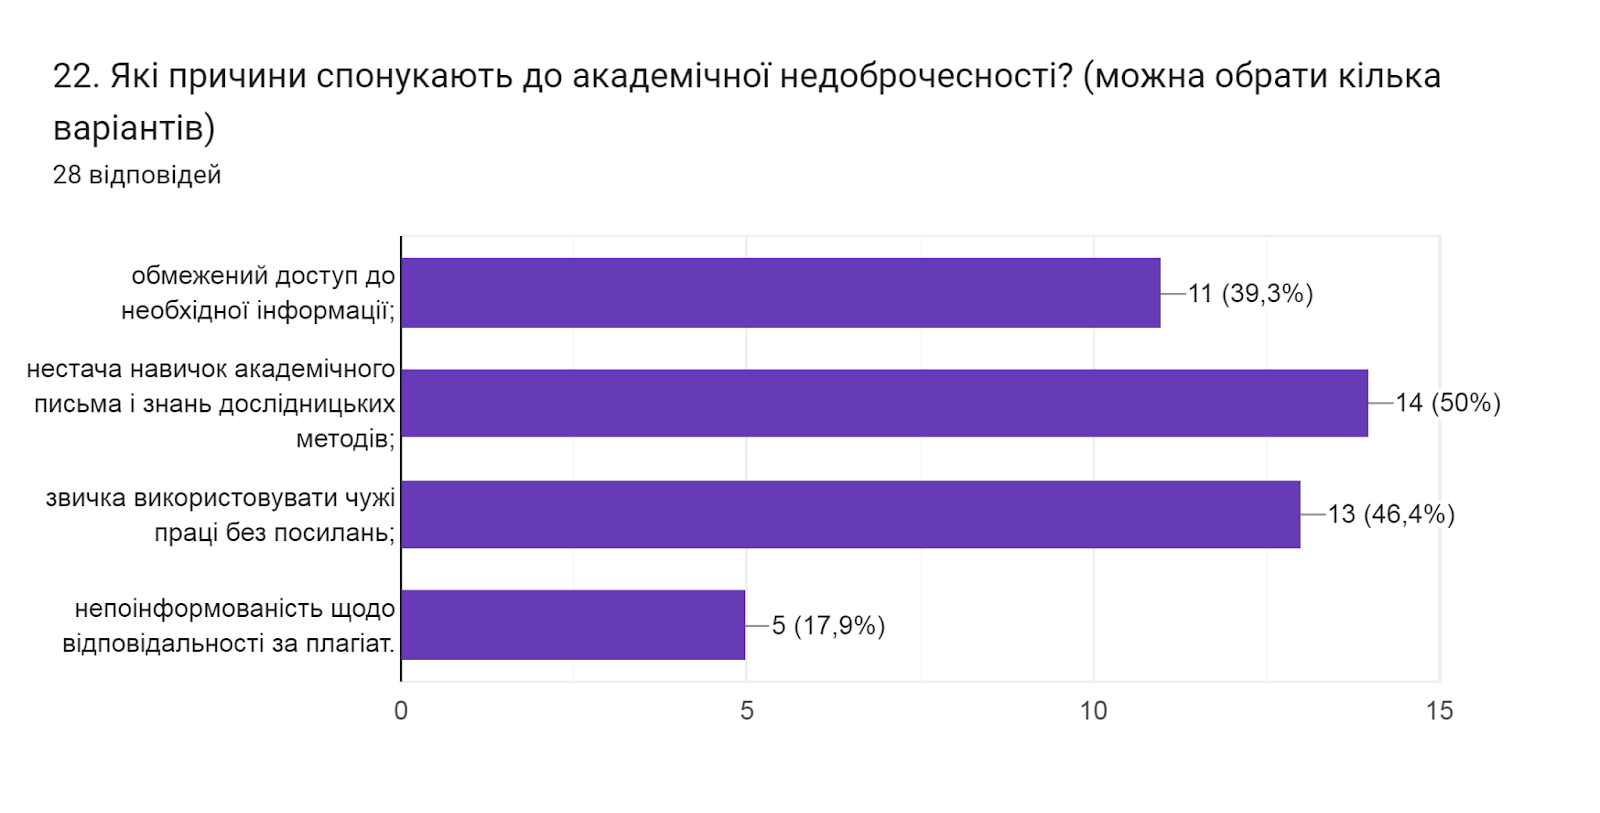 22. Які причини спонукають до академічної недоброчесності? (можна обрати кілька
варіантів)
28 відповідей
обмежений доступ до
необхідної інформації;
11 (39,3%)
нестача навичок академічного
письма і знань дослідницьких
методів;
14 (50%)
звичка використовувати чужі
праці без посилань;
13 (46,4%)
непоінформованість щодо
відповідальності за плагіат.
5 (17,9%)
0 5 10 15